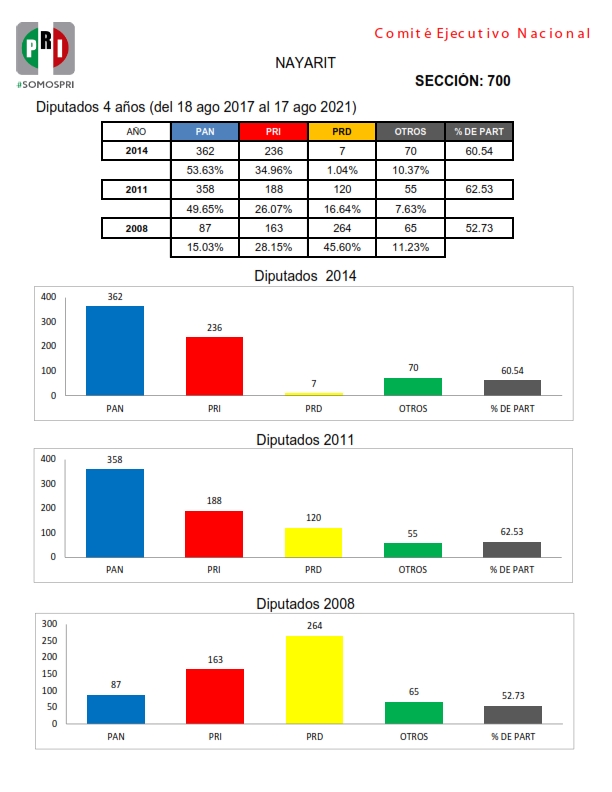 Comité Ejecutivo Nacional
PRI
#SOMOSPRI
NAYARIT
SECCIÓN: 700
Diputados 4 años (del 18 ago 2017 al 17 ago 2021)
AÑO PAN PRI PRD OTROS % DE PART
2014 362 236 7 70 60.54
53.63% 34.96% 1.04% 10.37%
2011 358 188 120 55 62.53
49.65% 26.07% 16.64% 7.63%
2008 87 163 264 65 52.73
15.03% 28.15% 45.60% 11.23%
Diputados 2014
400
300
200
100
0
362 236 7 70 60.54
PAN PRI PRD OTROS % DE PART
Diputados 2011
400
300
200
100
0
358 188 120 55 62.53
PAN PRI PRD OTROS % DE PART
Diputados 2008
300
250
200
150
100
50
0
87 163 264 65 52.73
PAN PRI PRD OTROS % DE PART